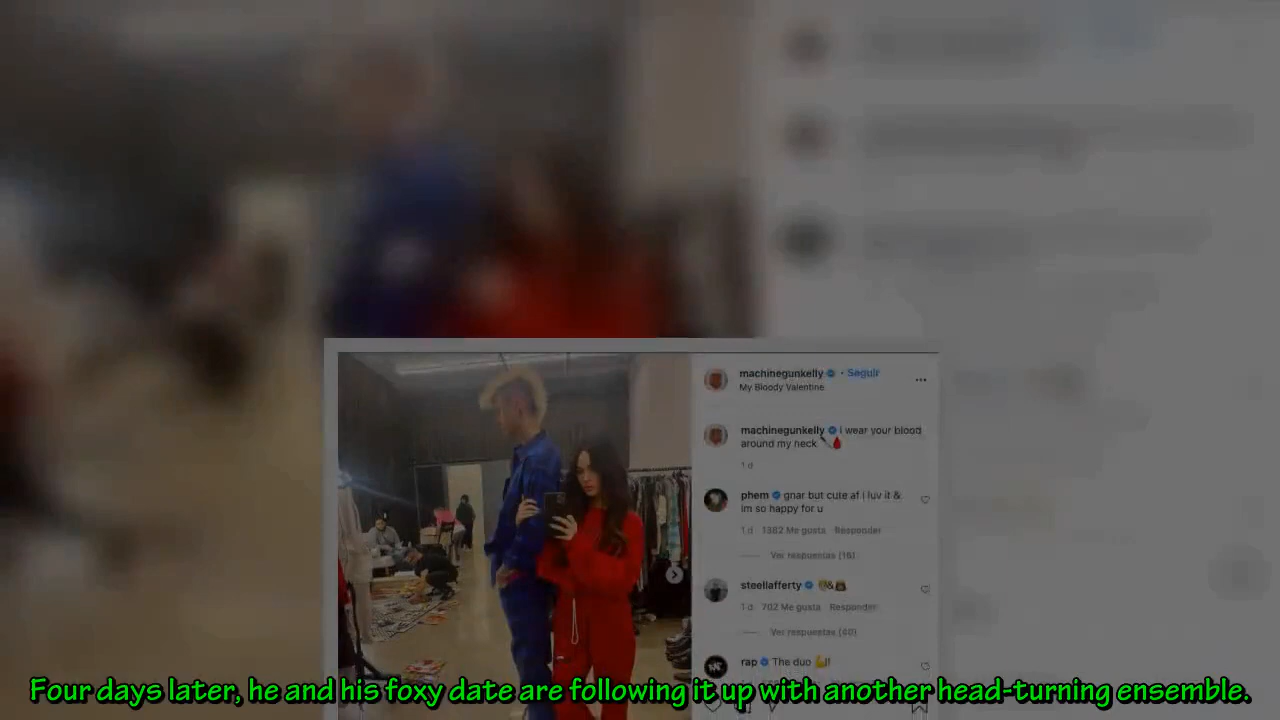 machinegunkelly • Seguir
My Bloody Valentine
machinegunkelly i wear your blood
around my neck
1 d
phem gnar but cute af i luv it &
im so happy for u
1 d 1382 Me gusta Responder
Ver respuestas (16)
steellafferty &
1 d 702 Me gusta Responder
Ver respuestas (60)
rap The duo !!
Four days later, he and his foxy date are following it up with another head-turning ensemble.